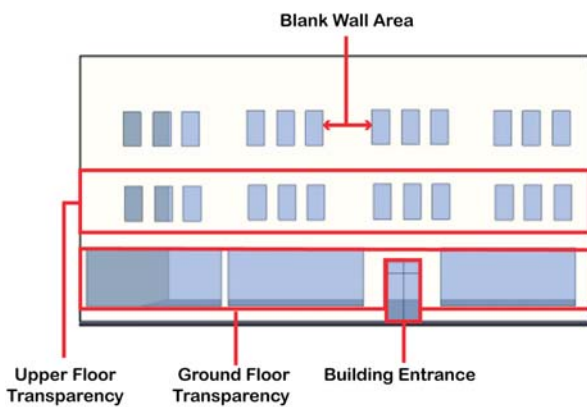 Blank Wall Area
Upper Floor
Transparency
Ground Floor
Transparency
Building Entrance